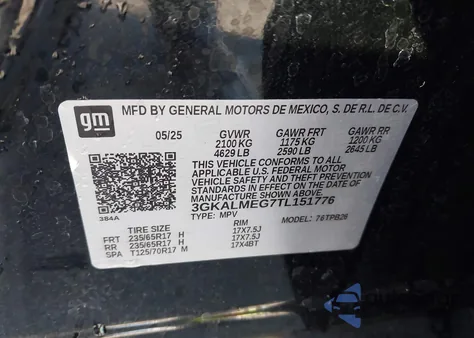 gm
MFD BY GENERAL MOTORS DE MEXICO, S. DE R.L. DE C.V.
05/25 GVWR GAWR FRT GAWR RR
2100 KG 1175 KG 1200 KG
4629 LB 2590 LB 2645 LB
THIS VEHICLE CONFORMS TO ALL
APPLICABLE U.S. FEDERAL MOTOR
VEHICLE SAFETY AND THEFT PREVENTION
STANDARDS IN EFFECT ON THE DATE OF
MANUFACTURE SHOWN ABOVE.
3GKALMEG7TL151776
384A TYPE: MPV MODEL: 76TPB26
TIRE SIZE RIM
FRT 235/65R17 H 17X7.5J
RR 235/65R17 H 17X7.5J
SPA T125/70R17 M 17X4BT